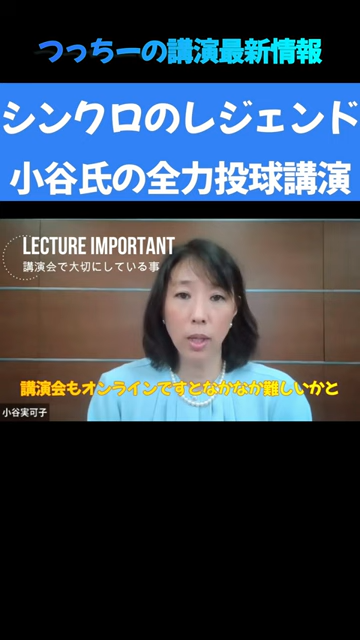 つっちーの講演最新情報
シンクロのレジェンド
小谷氏の全力投球講演
LECTURE IMPORTANT
講演会で大切にしている事
講演会もオンラインですとなかなか難しいかと
小谷実可子